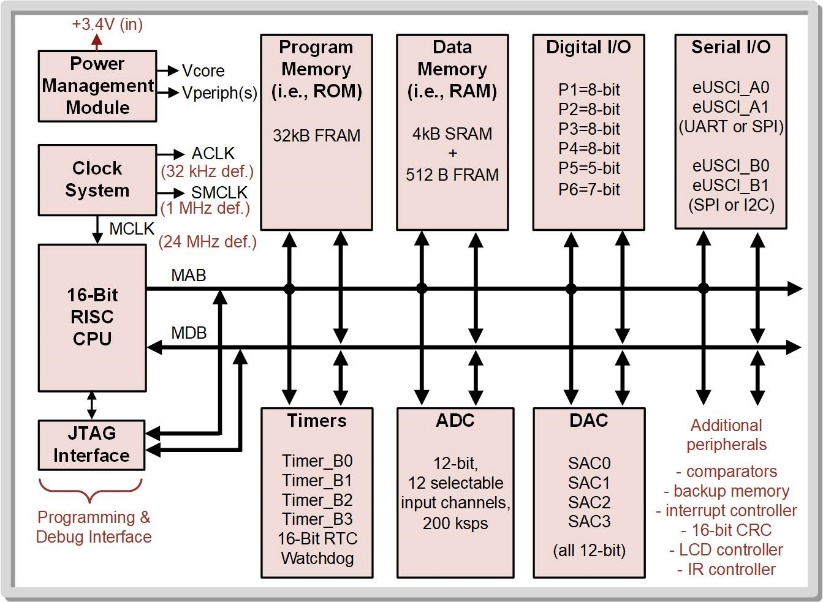 +3.4V (in)
Power
Management
Module
Vcore
Vperiph(s)
Clock
System
ACLK
(32 kHz def.)
SMCLK
(1 MHz def.)
MCLK
(24 MHz def.)
16-Bit
RISC
CPU
MAB
MDB
JTAG
Interface
Programming &
Debug Interface
Program
Memory
(i.e., ROM)
32kB FRAM
Data
Memory
(i.e., RAM)
4kB SRAM
+
512 B FRAM
Digital I/O
P1=8-bit
P2=8-bit
P3=8-bit
P4=8-bit
P5=5-bit
P6=7-bit
Serial I/O
eUSCI_A0
eUSCI_A1
(UART or SPI)
eUSCI_B0
eUSCI_B1
(SPI or I2C)
Timers
Timer_B0
Timer_B1
Timer_B2
Timer_B3
16-Bit RTC
Watchdog
ADC
12-bit,
12 selectable
input channels,
200 ksps
DAC
SAC0
SAC1
SAC2
SAC3
(all 12-bit)
Additional
peripherals
- comparators
- backup memory
- interrupt controller
- 16-bit CRC
- LCD controller
- IR controller